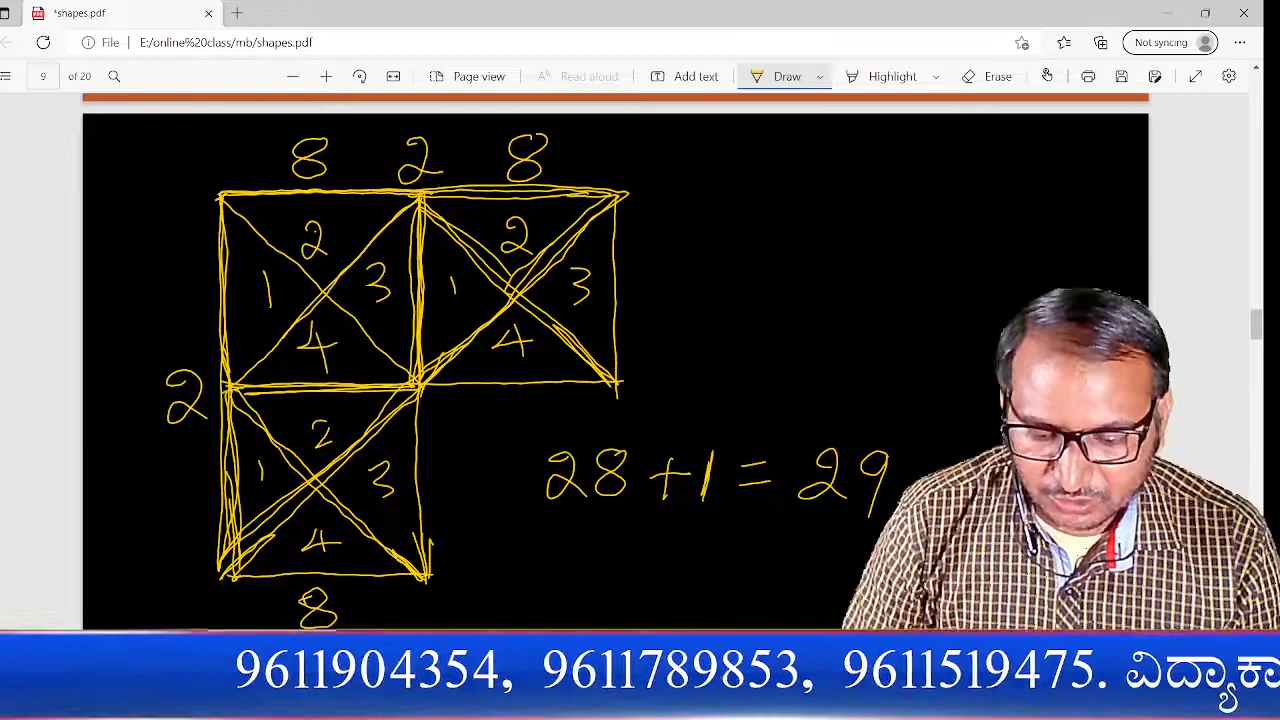 *shapes.pdf
File E:/online%20class/mb/shapes.pdf Not syncing
9 of 20 Page view Read aloud Add text Draw Highlight Erase
8 2 8
2 2
1 3 1 3
4 4
2
2
1 3
4
8
28 + 1 = 29
9611904354, 9611789853, 9611519475. ವಿದ್ಯಾಕಾ